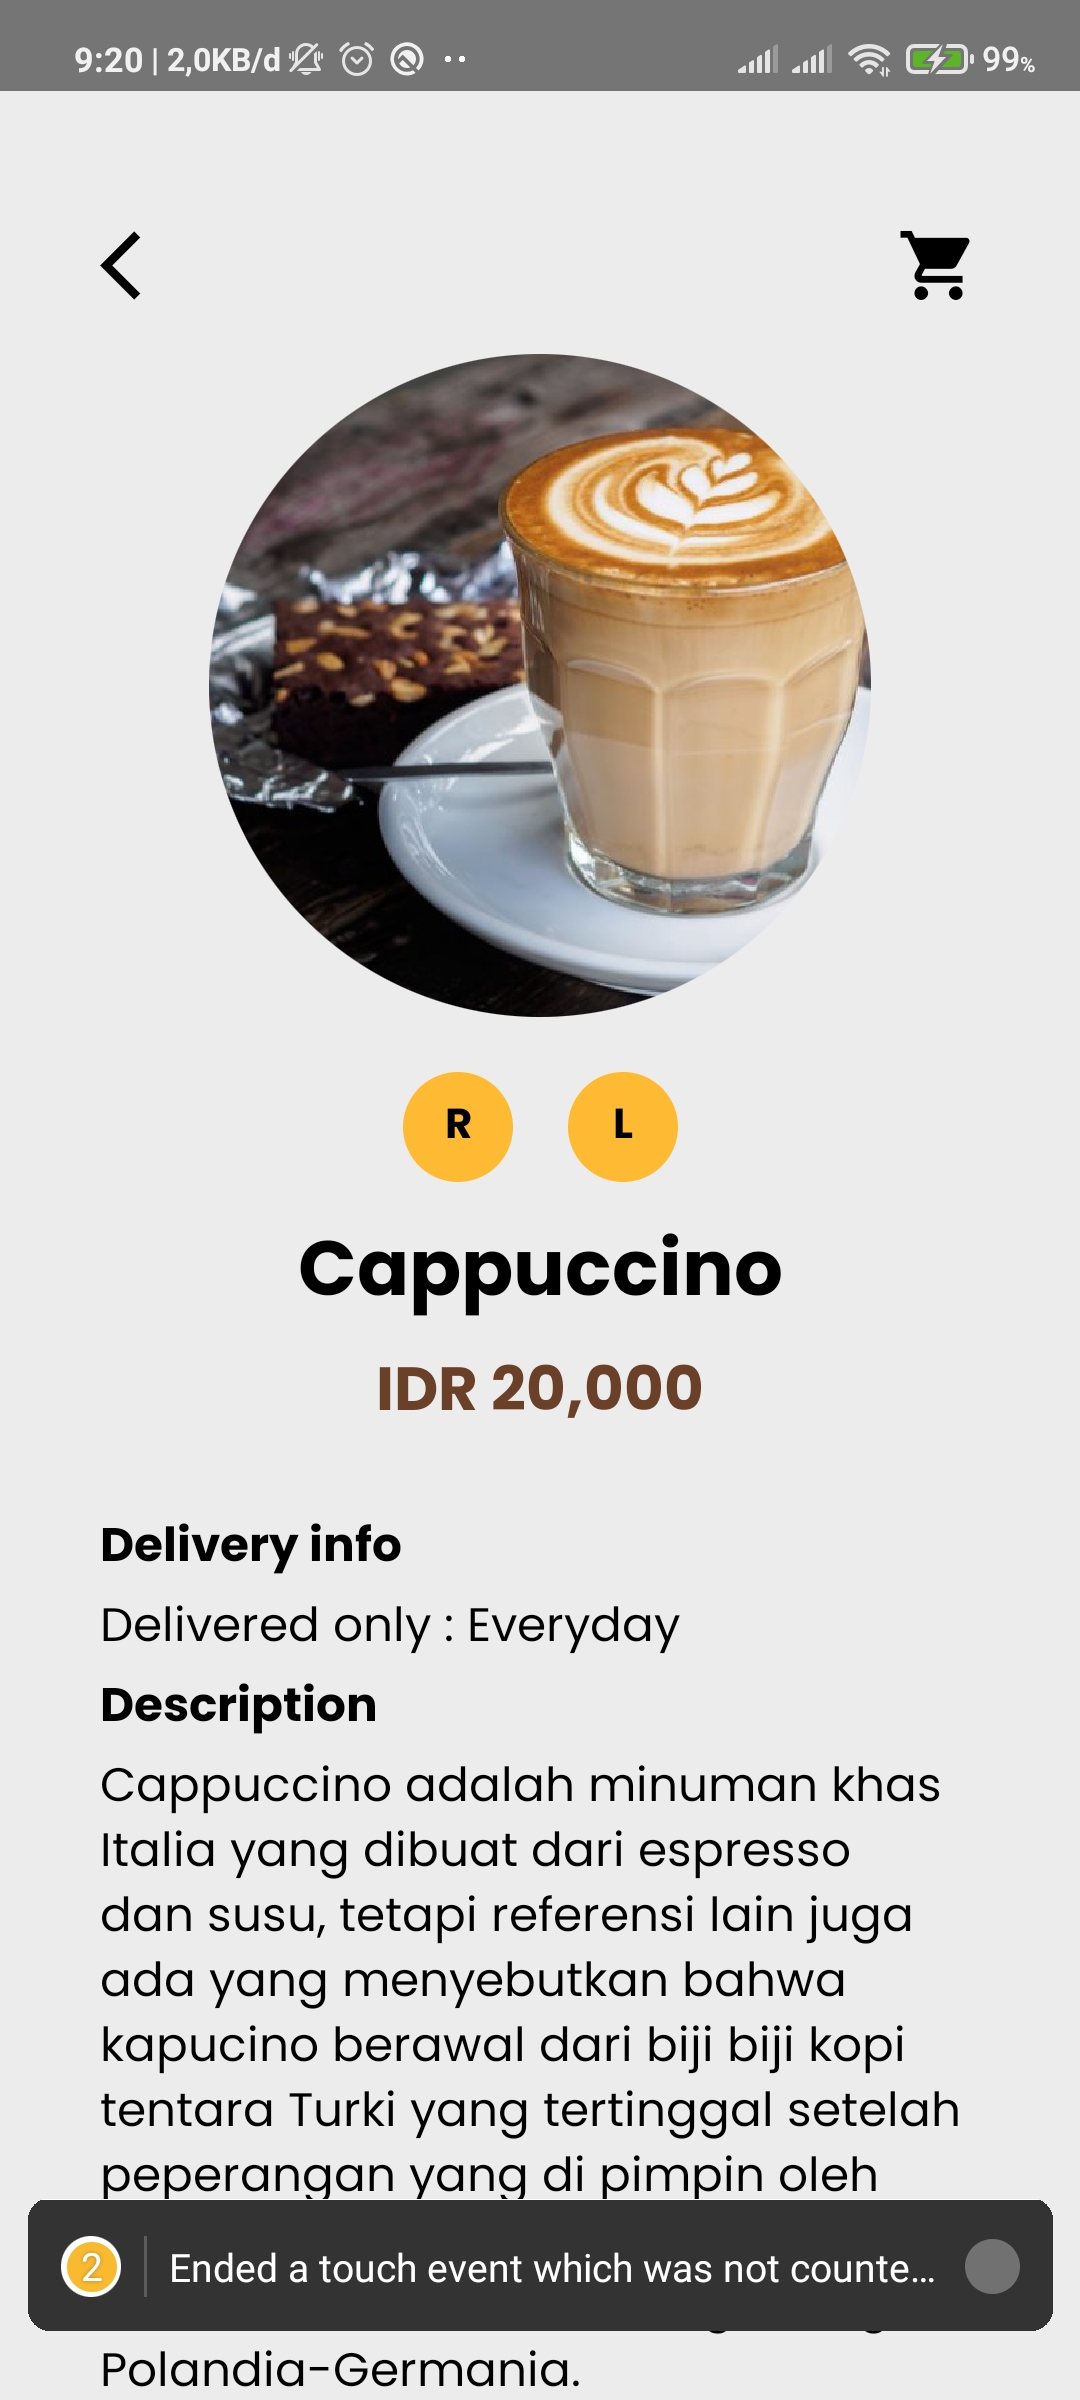 9:20 | 2,0KB/d
99%
R L
Cappuccino
IDR 20,000
Delivery info
Delivered only : Everyday
Description
Cappuccino adalah minuman khas
Italia yang dibuat dari espresso
dan susu, tetapi referensi lain juga
ada yang menyebutkan bahwa
kapucino berawal dari biji biji kopi
tentara Turki yang tertinggal setelah
peperangan yang di pimpin oleh
2 Ended a touch event which was not counte...
Polandia-Germania.